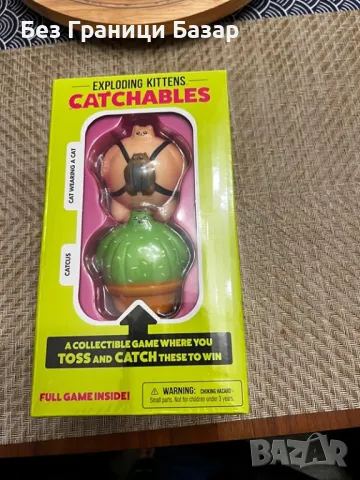 Без Граници Базар
EXPLODING KITTENS
CATCHABLES
CAT WEARING A CAT
CATCUS
A COLLECTIBLE GAME WHERE YOU
TOSS AND CATCH THESE TO WIN
FULL GAME INSIDE!
WARNING: CHOKING HAZARD-
Small parts. Not for children under 3 years.
BAZAR